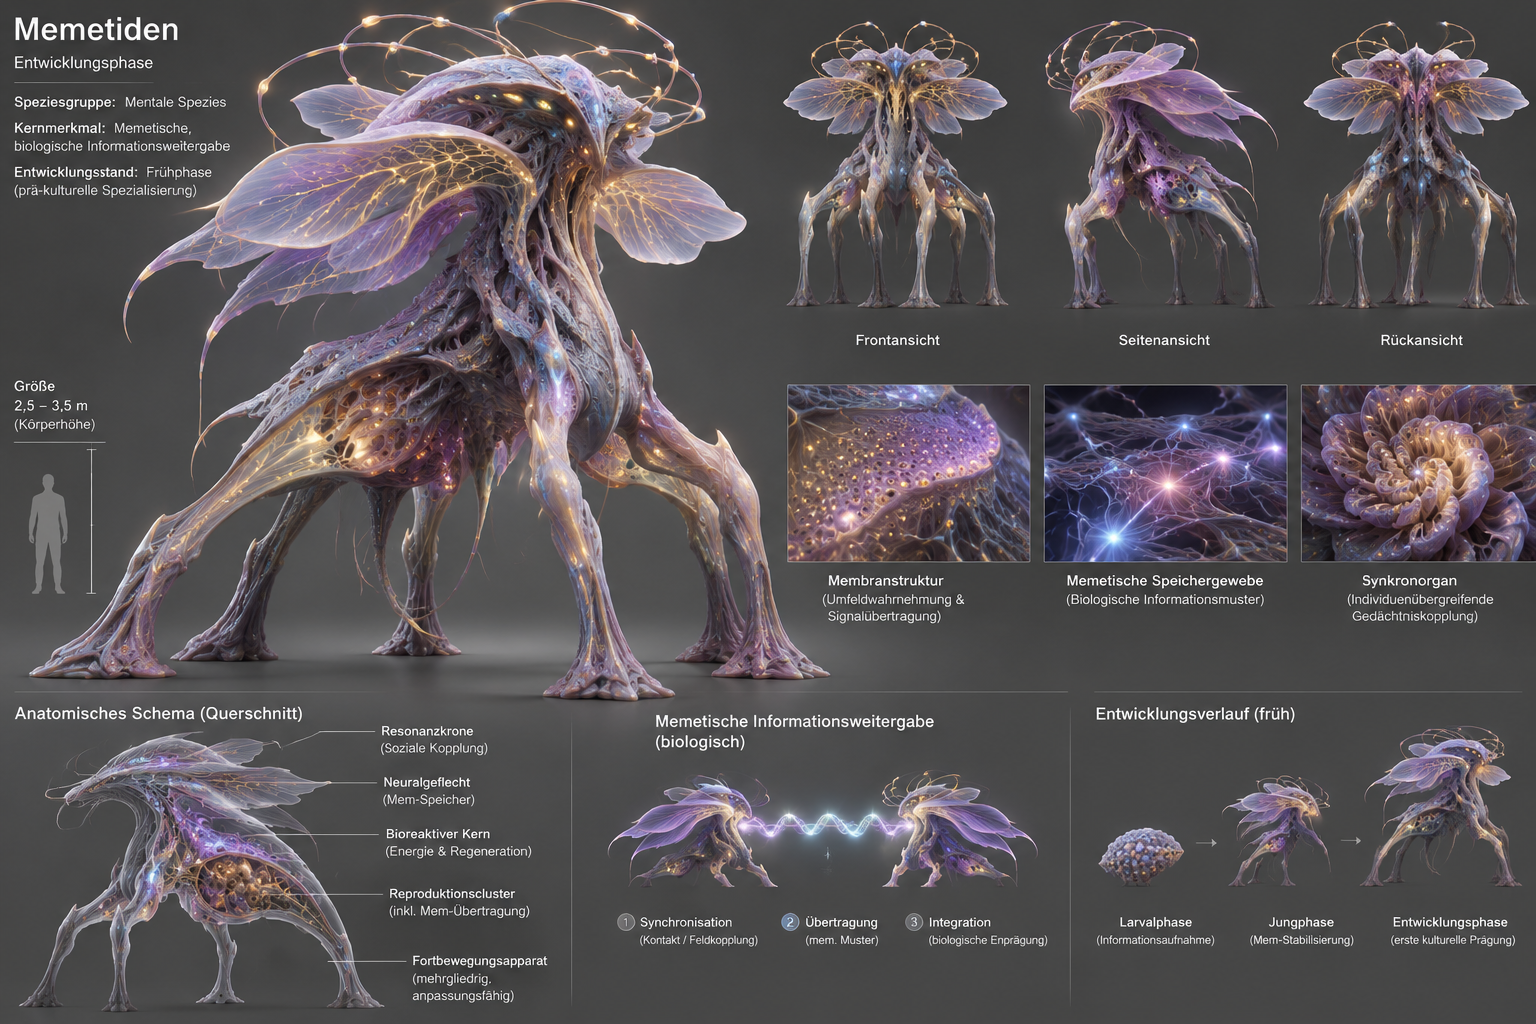 Memetiden
Entwicklungsphase
Speziesgruppe: Mentale Spezies
Kernmerkmal: Memetische,
biologische Informationsweitergabe
Entwicklungsstand: Frühphase
(prä-kulturelle Spezialisierung)
Größe
2,5 – 3,5 m
(Körperhöhe)
Frontansicht
Seitenansicht
Rückansicht
Membranstruktur
(Umfeldwahrnehmung &
Signalübertragung)
Memetische Speichergewebe
(Biologische Informationsmuster)
Synkronorgan
(Individuenübergreifende
Gedächtniskopplung)
Anatomisches Schema (Querschnitt)
Resonanzkrone
(Soziale Kopplung)
Neuralgeflecht
(Mem-Speicher)
Bioreaktiver Kern
(Energie & Regeneration)
Reproduktionscluster
(inkl. Mem-Übertragung)
Fortbewegungsapparat
(mehrgliedrig.
anpassungsfähig)
Memetische Informationsweitergabe
(biologisch)
1 Synchronisation
(Kontakt / Feldkopplung)
2 Übertragung
(mem. Muster)
3 Integration
(biologische Enprägung)
Entwicklungsverlauf (früh)
Larvalphase
(Informationsaufnahme)
Jungphase
(Mem-Stabilisierung)
Entwicklungsphase
(erste kulturelle Prägung)